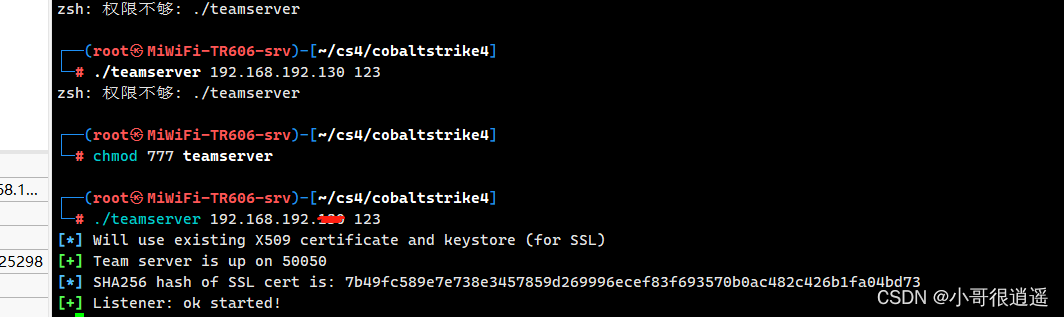 zsh: 权限不够: ./teamserver
┌──(root㉿MiWiFi-TR606-srv)-[~/cs4/cobaltstrike4]
└─# ./teamserver 192.168.192.130 123
zsh: 权限不够: ./teamserver
┌──(root㉿MiWiFi-TR606-srv)-[~/cs4/cobaltstrike4]
└─# chmod 777 teamserver
┌──(root㉿MiWiFi-TR606-srv)-[~/cs4/cobaltstrike4]
└─# ./teamserver 192.168.192. 123
[*] Will use existing X509 certificate and keystore (for SSL)
[+] Team server is up on 50050
[*] SHA256 hash of SSL cert is: 7b49fc589e7e738e3457859d269996ecef83f693570b0ac482c426b1fa04bd73
[+] Listener: ok started!
58.1...
25298
CSDN @小哥很逍遥